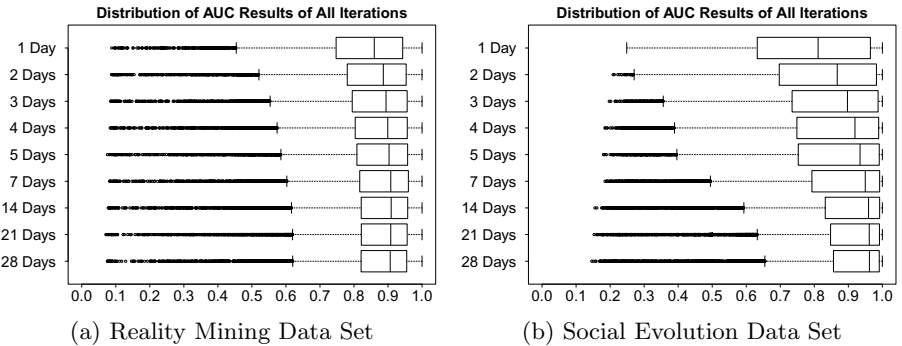 Distribution of AUC Results of All Iterations
1 Day
2 Days
3 Days
4 Days
5 Days
7 Days
14 Days
21 Days
28 Days
0.0 0.1 0.2 0.3 0.4 0.5 0.6 0.7 0.8 0.9 1.0
(a) Reality Mining Data Set
Distribution of AUC Results of All Iterations
1 Day
2 Days
3 Days
4 Days
5 Days
7 Days
14 Days
21 Days
28 Days
0.0 0.1 0.2 0.3 0.4 0.5 0.6 0.7 0.8 0.9 1.0
(b) Social Evolution Data Set